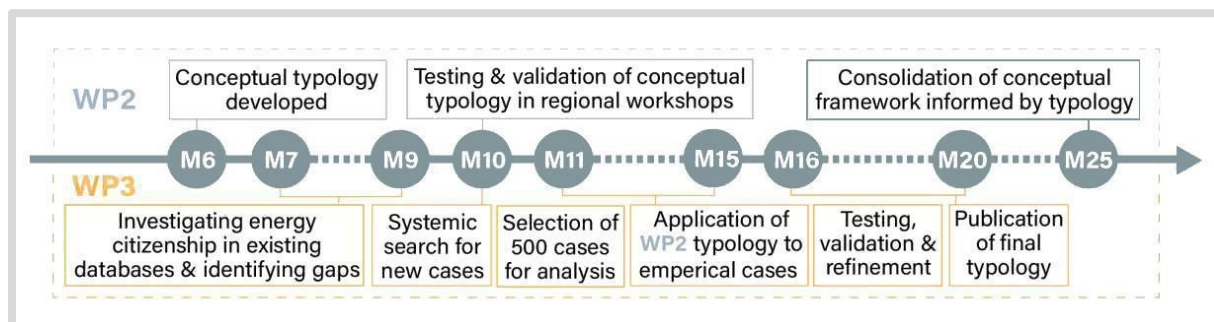 WP2
Conceptual typology
developed
Testing & validation of conceptual
typology in regional workshops
Consolidation of conceptual
framework informed by typology
M6
M7
M9
M10
M11
M15
M16
M20
M25
WP3
Investigating energy
citizenship in existing
databases & identifying gaps
Systemic
search for
new cases
Selection of
500 cases
for analysis
Application of
WP2 typology to
emperical cases
Testing,
validation &
refinement
Publication
of final
typology